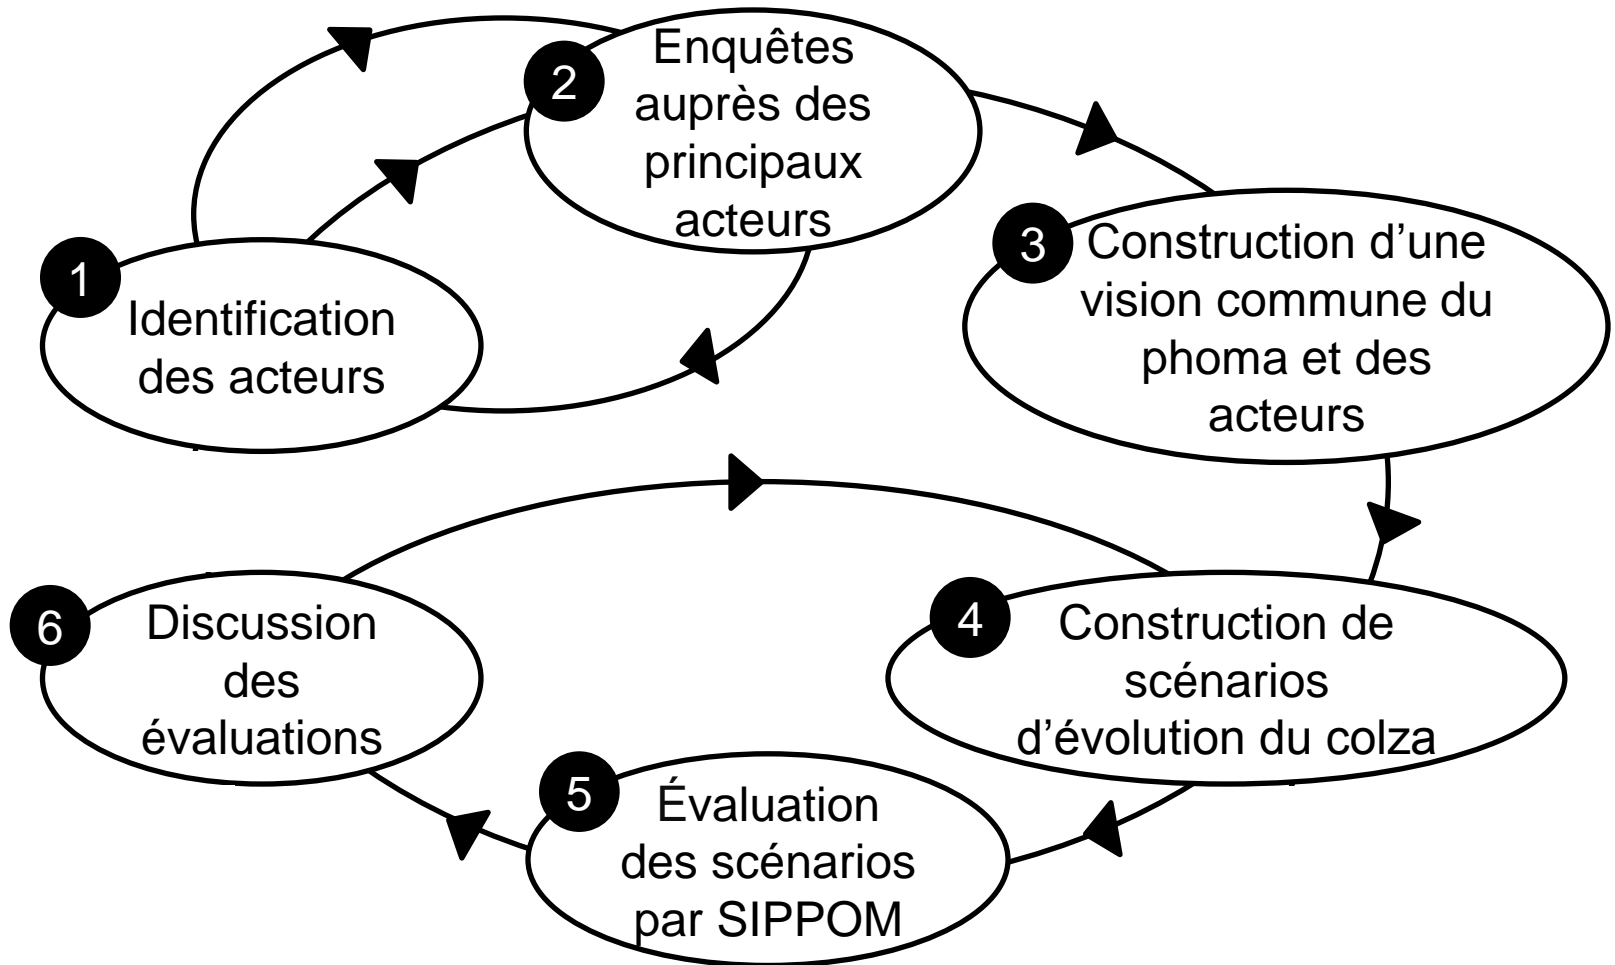 1
Identification
des acteurs
2
Enquêtes
auprès des
principaux
acteurs
3
Construction d’une
vision commune du
phoma et des
acteurs
4
Construction de
scénarios
d’évolution du colza
5
Évaluation
des scénarios
par SIPPOM
6
Discussion
des
évaluations